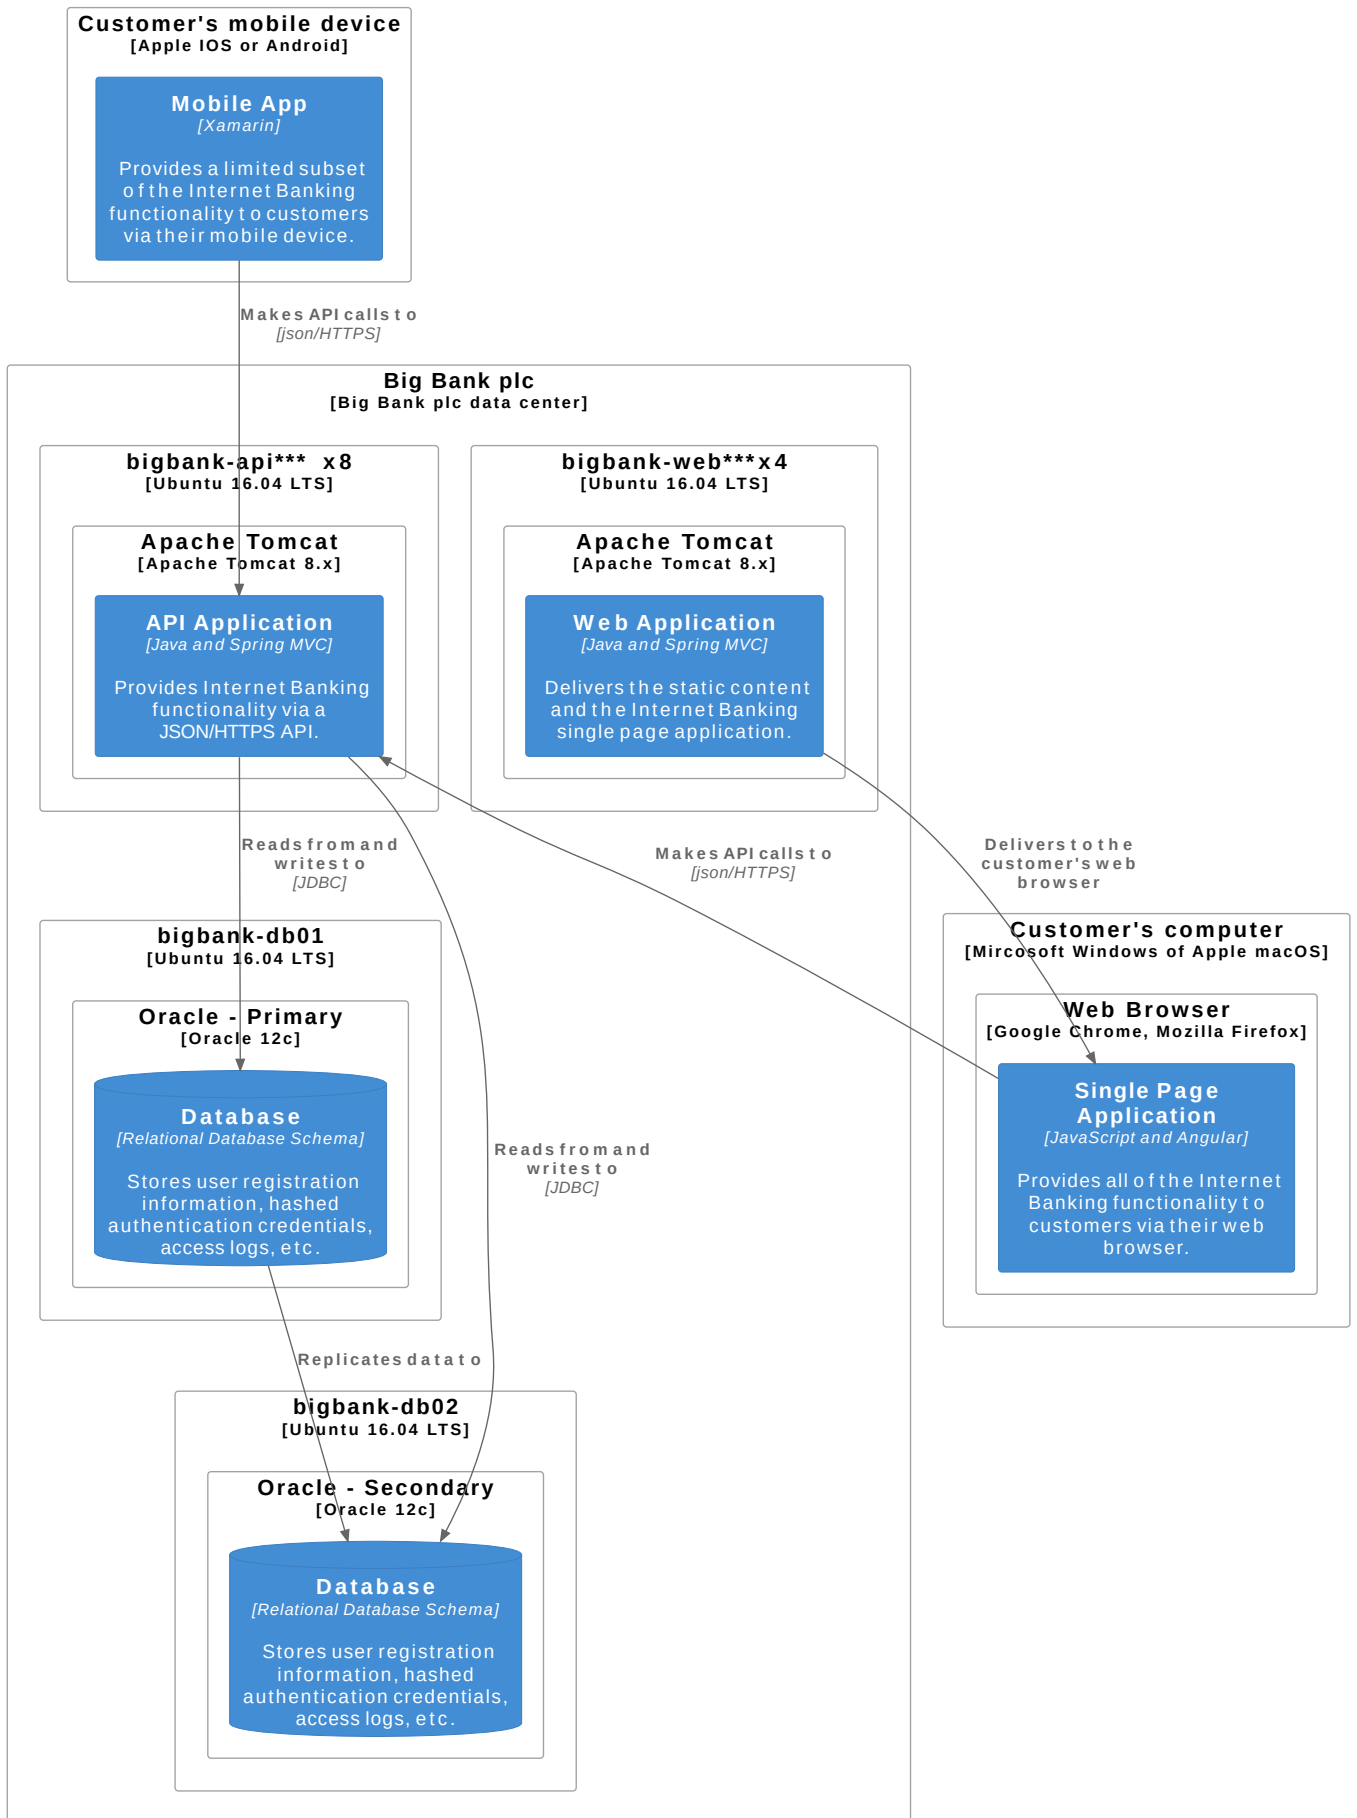 Customer's mobile device
[Apple IOS or Android]
Mobile App
[Xamarin]
Provides a limited subset
of the Internet Banking
functionality to customers
via their mobile device.
Makes API calls to
[json/HTTPS]
Big Bank plc
[Big Bank plc data center]
bigbank-api*** x8
[Ubuntu 16.04 LTS]
Apache Tomcat
[Apache Tomcat 8.x]
API Application
[Java and Spring MVC]
Provides Internet Banking
functionality via a
JSON/HTTPS API.
bigbank-web*** x4
[Ubuntu 16.04 LTS]
Apache Tomcat
[Apache Tomcat 8.x]
Web Application
[Java and Spring MVC]
Delivers the static content
and the Internet Banking
single page application.
Reads from and
writes to
[JDBC]
Makes API calls to
[json/HTTPS]
Delivers to the
customer's web
browser
bigbank-db01
[Ubuntu 16.04 LTS]
Oracle - Primary
[Oracle 12c]
Database
[Relational Database Schema]
Stores user registration
information, hashed
authentication credentials,
access logs, etc.
Customer's computer
[Mircosoft Windows of Apple macOS]
Web Browser
[Google Chrome, Mozilla Firefox]
Single Page
Application
[JavaScript and Angular]
Provides all of the Internet
Banking functionality to
customers via their web
browser.
Reads from and
writes to
[JDBC]
Replicates data to
bigbank-db02
[Ubuntu 16.04 LTS]
Oracle - Secondary
[Oracle 12c]
Database
[Relational Database Schema]
Stores user registration
information, hashed
authentication credentials,
access logs, etc.